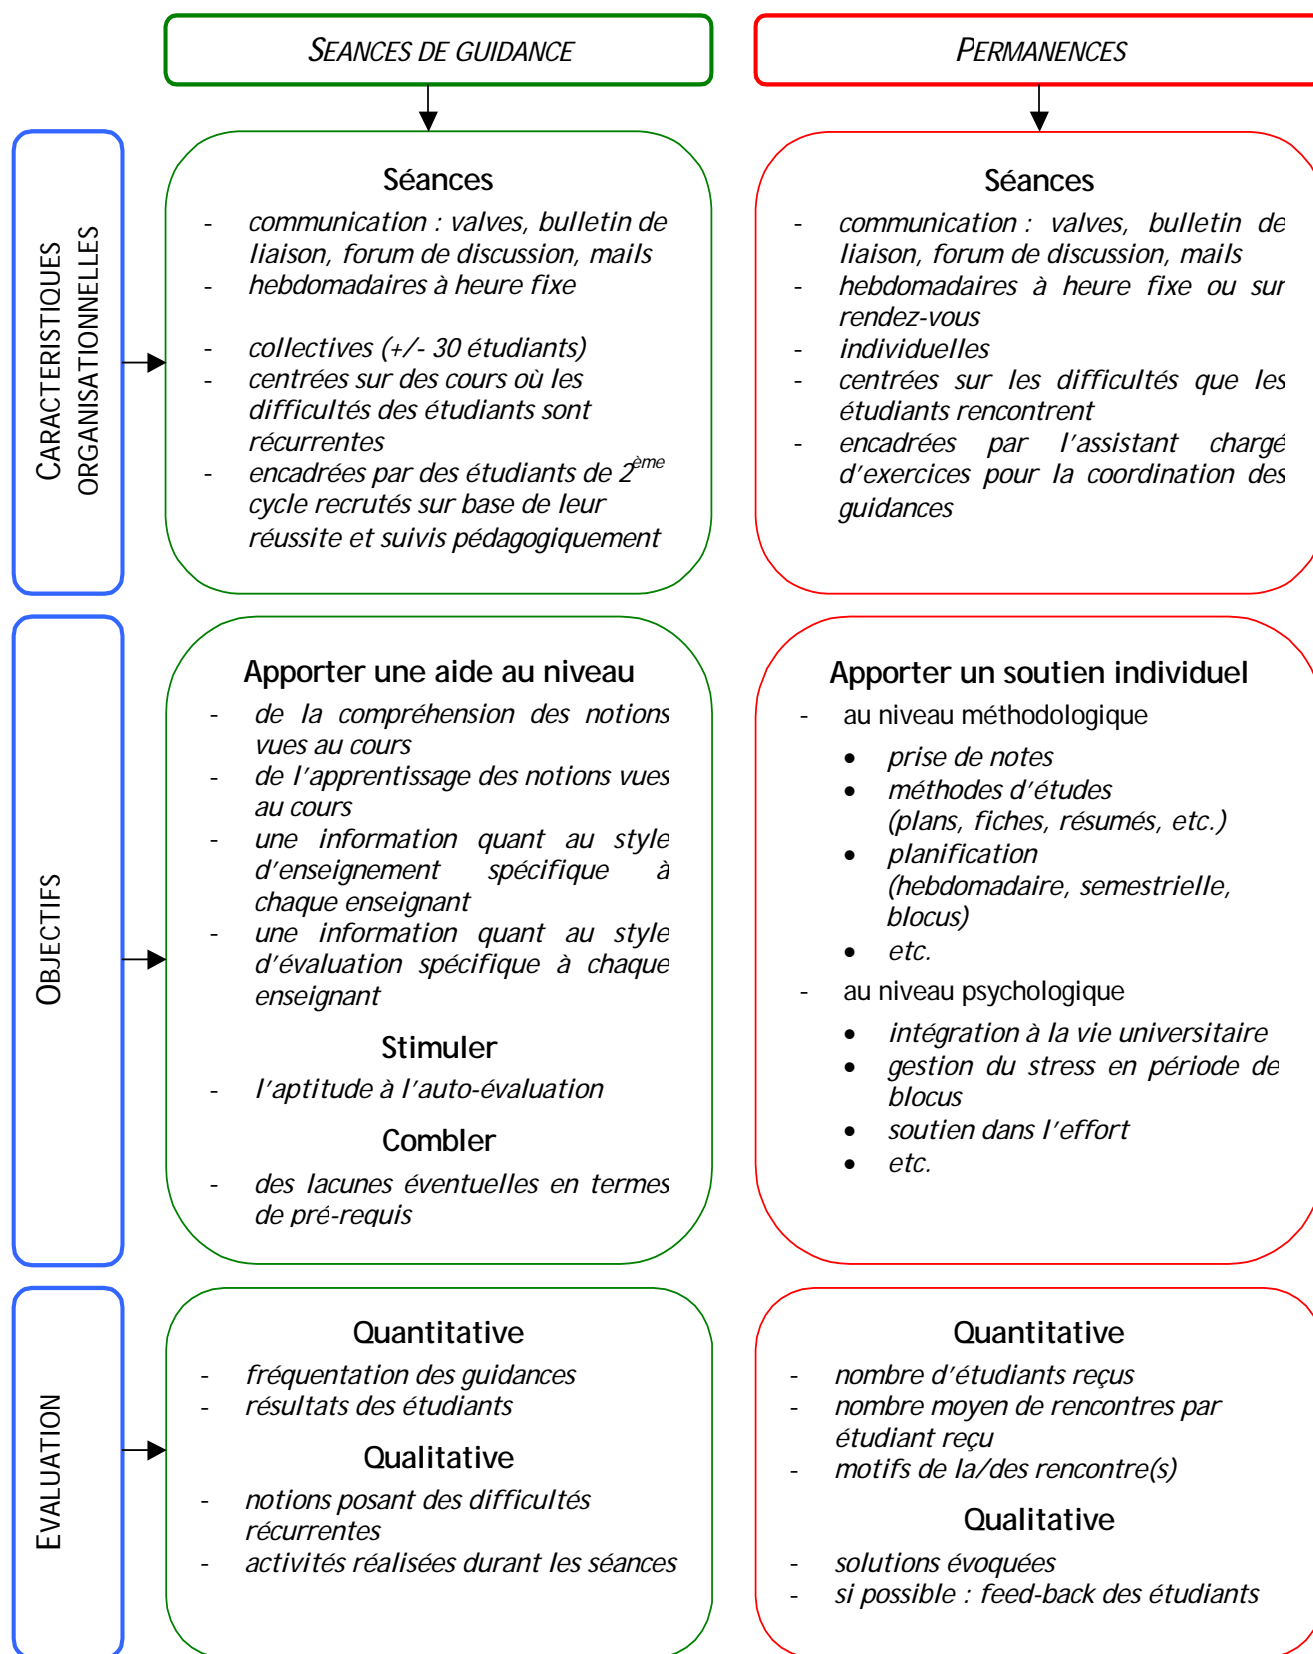 SEANCES DE GUIDANCE
PERMANENCES
CARACTERISTIQUES
ORGANISATIONNELLES
Séances
- communication : valves, bulletin de
liaison, forum de discussion, mails
- hebdomadaires à heure fixe
- collectives (+/- 30 étudiants)
- centrées sur des cours où les
difficultés des étudiants sont
récurrentes
- encadrées par des étudiants de 2ème
cycle recrutés sur base de leur
réussite et suivis pédagogiquement
Séances
- communication : valves, bulletin de
liaison, forum de discussion, mails
- hebdomadaires à heure fixe ou sur
rendez-vous
- individuelles
- centrées sur les difficultés que les
étudiants rencontrent
- encadrées par l'assistant chargé
d'exercices pour la coordination des
guidances
OBJECTIFS
Apporter une aide au niveau
- de la compréhension des notions
vues au cours
- de l'apprentissage des notions vues
au cours
- une information quant au style
d'enseignement spécifique à
chaque enseignant
- une information quant au style
d'évaluation spécifique à chaque
enseignant
Stimuler
- l'aptitude à l'auto-évaluation
Combler
- des lacunes éventuelles en termes
de pré-requis
Apporter un soutien individuel
- au niveau méthodologique
• prise de notes
• méthodes d'études
(plans, fiches, résumés, etc.)
• planification
(hebdomadaire, semestrielle,
blocus)
• etc.
- au niveau psychologique
• intégration à la vie universitaire
• gestion du stress en période de
blocus
• soutien dans l'effort
• etc.
EVALUATION
Quantitative
- fréquentation des guidances
- résultats des étudiants
Qualitative
- notions posant des difficultés
récurrentes
- activités réalisées durant les séances
Quantitative
- nombre d'étudiants reçus
- nombre moyen de rencontres par
étudiant reçu
- motifs de la/des rencontre(s)
Qualitative
- solutions évoquées
- si possible : feed-back des étudiants